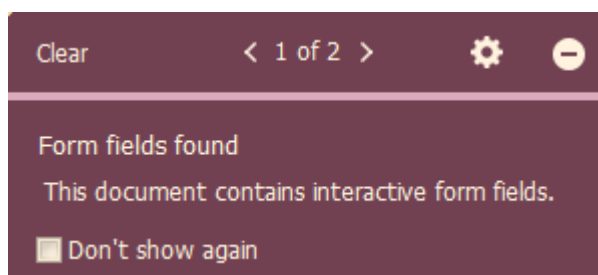 Clear < 1 of 2 >
Form fields found
This document contains interactive form fields.
Don't show again